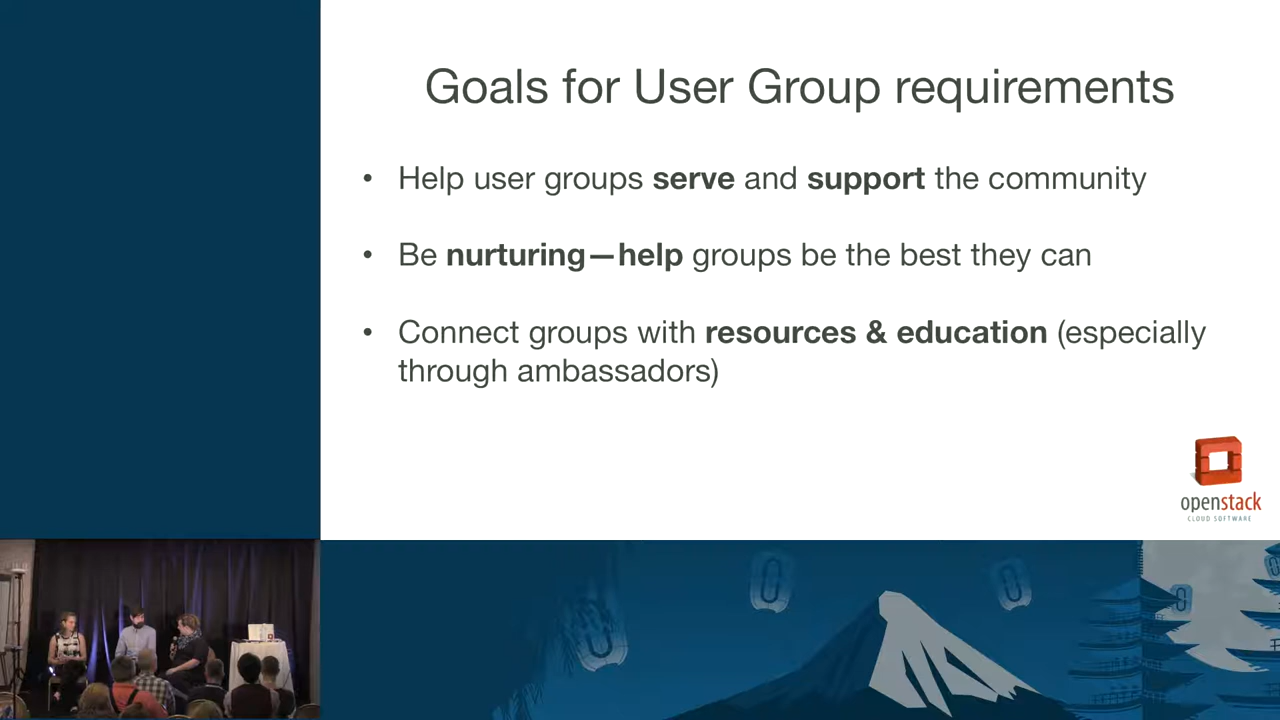 Goals for User Group requirements
• Help user groups serve and support the community
• Be nurturing—help groups be the best they can
• Connect groups with resources & education (especially
through ambassadors)
openstack
CLOUD SOFTWARE